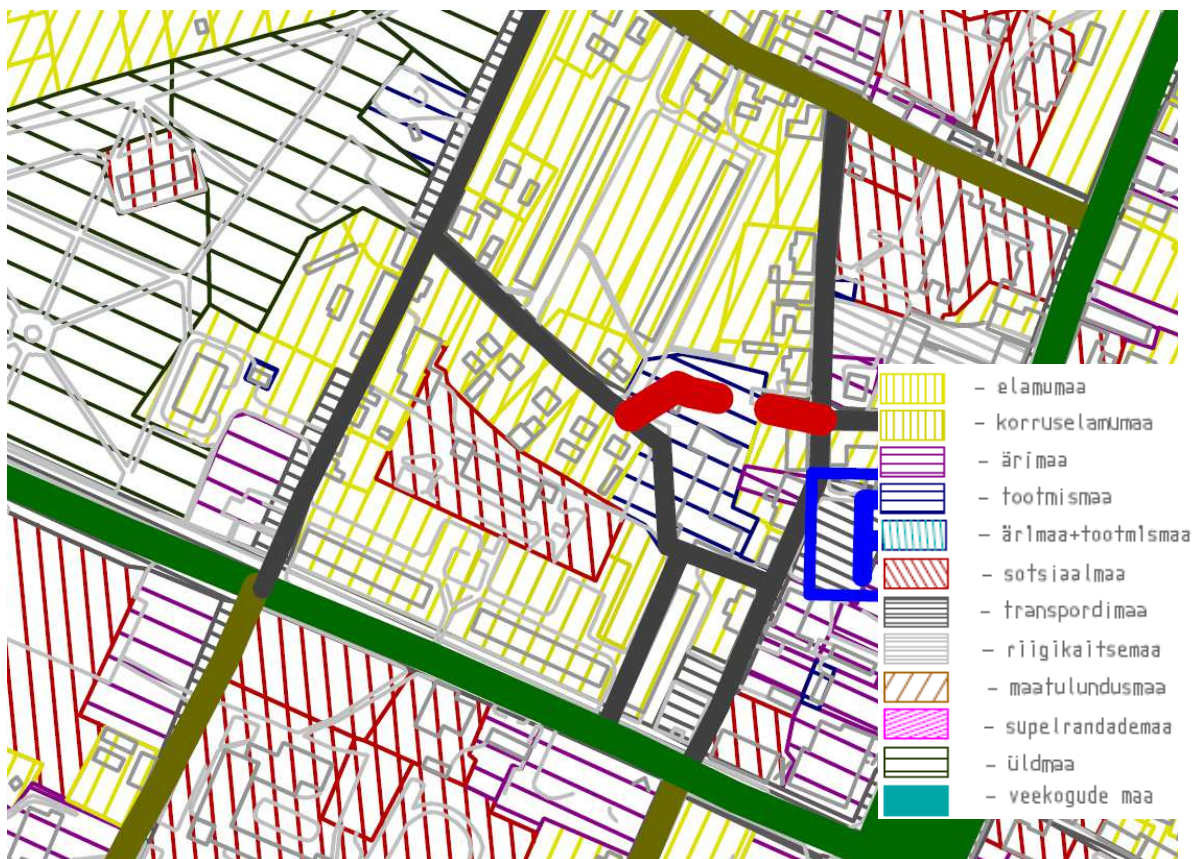 - elamumaa
- korruselamumaa
- ärimaa
- tootmismaa
- ärimaa+tootmismaa
- sotsiaalmaa
- transpordimaa
- riigikaitsemaa
- maatulundusmaa
- supelrandademaa
- üldmaa
- veekogude maa